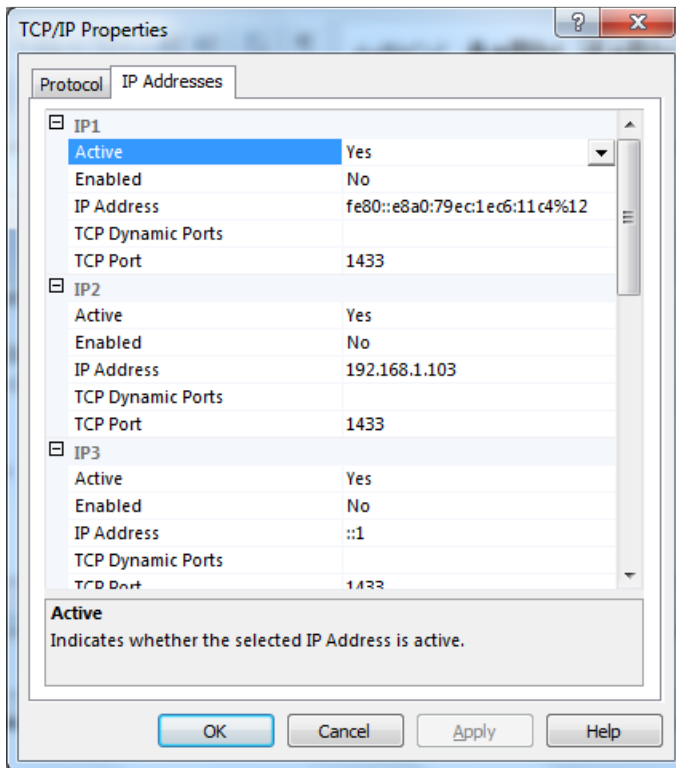 TCP/IP Properties
Protocol IP Addresses
IP1
Active Yes
Enabled No
IP Address fe80::e8a0:79ec:1ec6:11c4%12
TCP Dynamic Ports
TCP Port 1433
IP2
Active Yes
Enabled No
IP Address 192.168.1.103
TCP Dynamic Ports
TCP Port 1433
IP3
Active Yes
Enabled No
IP Address ::1
TCP Dynamic Ports
TCP Port 1433
Active
Indicates whether the selected IP Address is active.
OK Cancel Apply Help